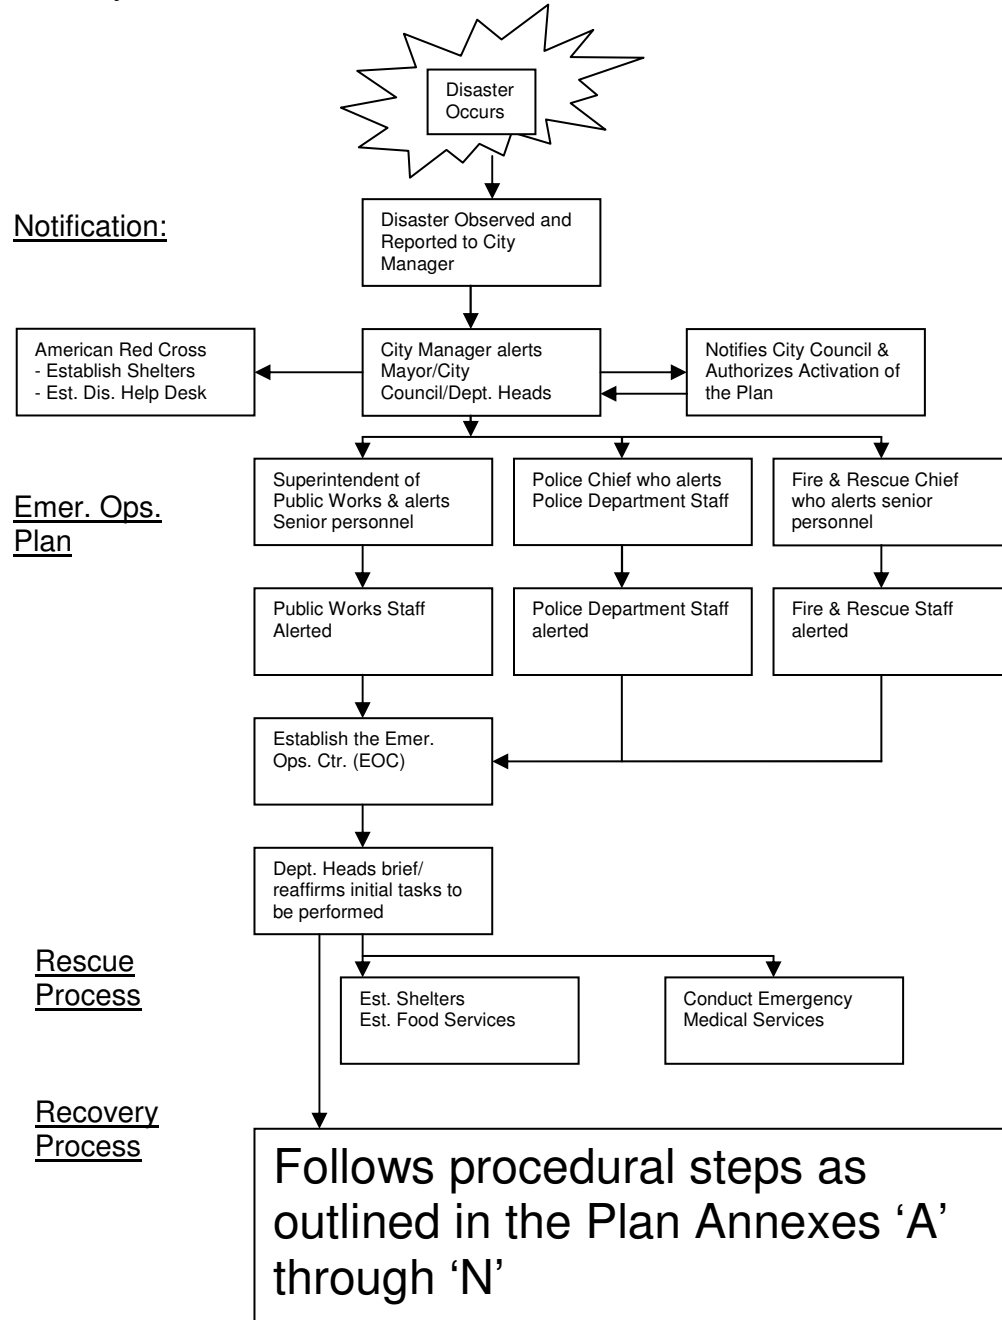 Disaster
Occurs
Notification:
Disaster Observed and
Reported to City
Manager
American Red Cross
- Establish Shelters
- Est. Dis. Help Desk
City Manager alerts
Mayor/City
Council/Dept. Heads
Notifies City Council &
Authorizes Activation of
the Plan
Emer. Ops.
Plan
Superintendent of
Public Works & alerts
Senior personnel
Police Chief who alerts
Police Department Staff
Fire & Rescue Chief
who alerts senior
personnel
Public Works Staff
Alerted
Police Department Staff
alerted
Fire & Rescue Staff
alerted
Establish the Emer.
Ops. Ctr. (EOC)
Dept. Heads brief/
reaffirms initial tasks to
be performed
Rescue
Process
Est. Shelters
Est. Food Services
Conduct Emergency
Medical Services
Recovery
Process
Follows procedural steps as
outlined in the Plan Annexes ‘A’
through ‘N’